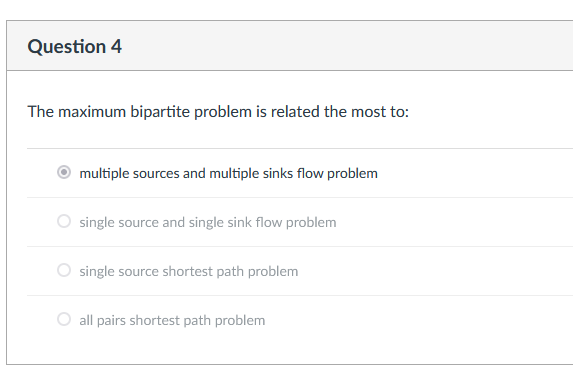 Question 4
The maximum bipartite problem is related the most to:
multiple sources and multiple sinks flow problem
single source and single sink flow problem
single source shortest path problem
all pairs shortest path problem